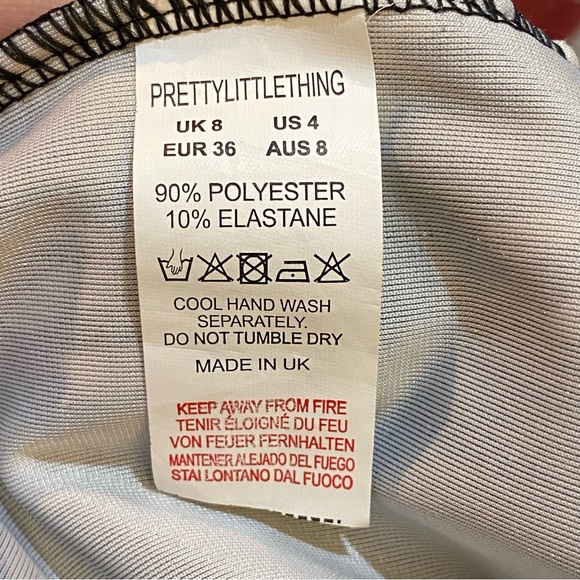 PRETTYLITTLETHING
UK 8 US 4
EUR 36 AUS 8
90% POLYESTER
10% ELASTANE
COOL HAND WASH
SEPARATELY.
DO NOT TUMBLE DRY
MADE IN UK
KEEP AWAY FROM FIRE
TENIR ÉLOIGNÉ DU FEU
VON FEUER FERNHALTEN
MANTENER ALEJADO DEL FUEGO
STAI LONTANO DAL FUOCO